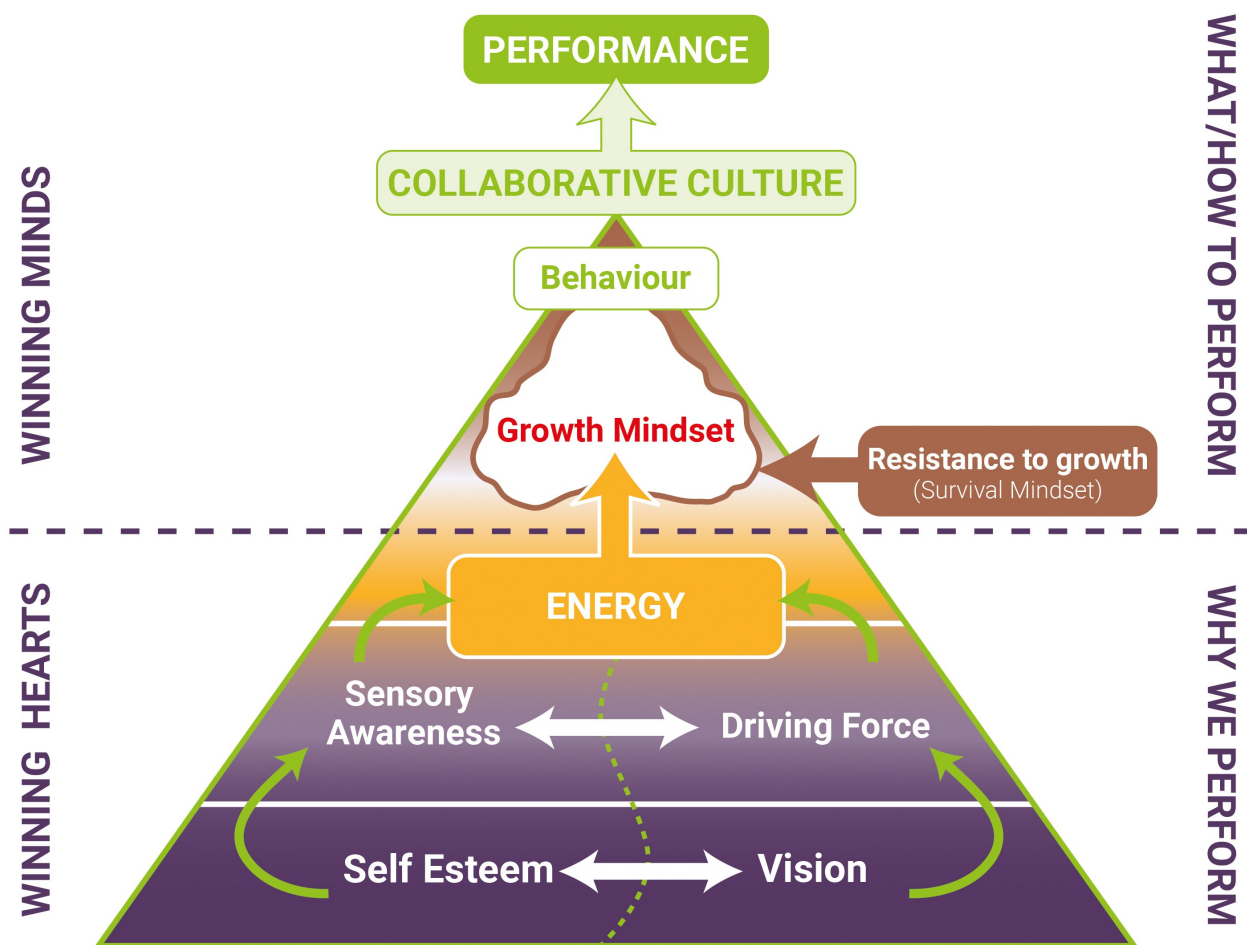 PERFORMANCE
COLLABORATIVE CULTURE
Behaviour
Growth Mindset
Resistance to growth
(Survival Mindset)
ENERGY
Sensory
Awareness
Driving Force
Self Esteem
Vision
WINNING MINDS
WINNING HEARTS
WHAT/HOW TO PERFORM
WHY WE PERFORM